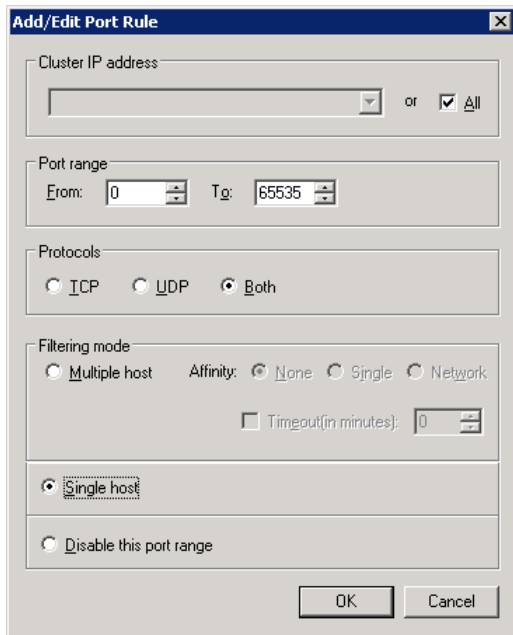 Add/Edit Port Rule
Cluster IP address
or All
Port range
From: 0 To: 65535
Protocols
TCP UDP Both
Filtering mode
Multiple host Affinity: None Single Network
Timeout(in minutes): 0
Single host
Disable this port range
OK Cancel